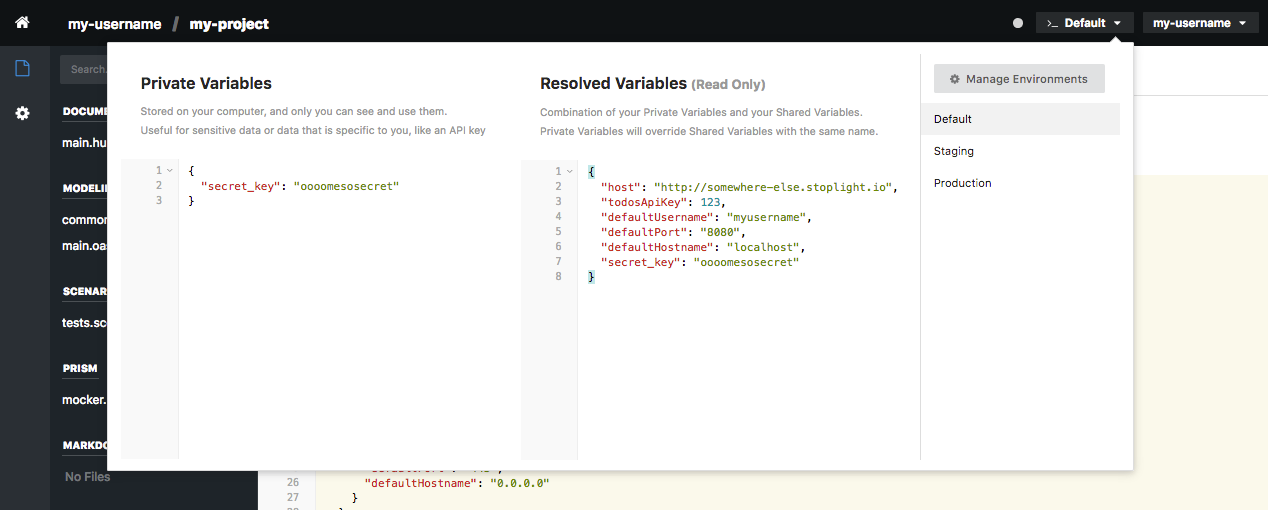 my-username / my-project
>_ Default
my-username
Search.
DOCUME
main.hu
MODELI
common
main.oa
SCENAR
tests.sc
PRISM
mocker.
MARKDO
No Files
Private Variables
Stored on your computer, and only you can see and use them.
Useful for sensitive data or data that is specific to you, like an API key
1 {
2 "secret_key": "oooomesosecret"
3 }
Resolved Variables (Read Only)
Combination of your Private Variables and your Shared Variables.
Private Variables will override Shared Variables with the same name.
1 {
2 "host": "http://somewhere-else.stoplight.io",
3 "todosApiKey": 123,
4 "defaultUsername": "myusername",
5 "defaultPort": "8080",
6 "defaultHostname": "localhost",
7 "secret_key": "oooomesosecret"
8 }
Manage Environments
Default
Staging
Production
26 "defaultHostname": "0.0.0.0"
27 }